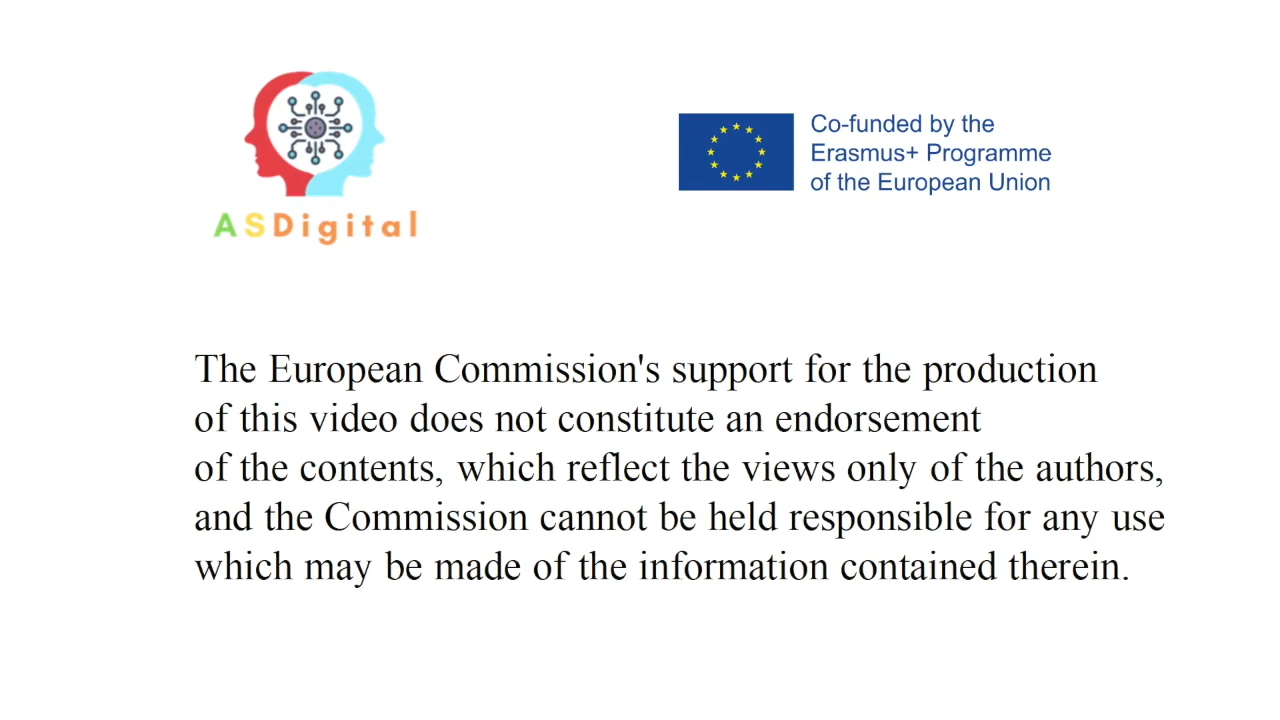 ASDigital
Co-funded by the
Erasmus+ Programme
of the European Union
The European Commission's support for the production
of this video does not constitute an endorsement
of the contents, which reflect the views only of the authors,
and the Commission cannot be held responsible for any use
which may be made of the information contained therein.